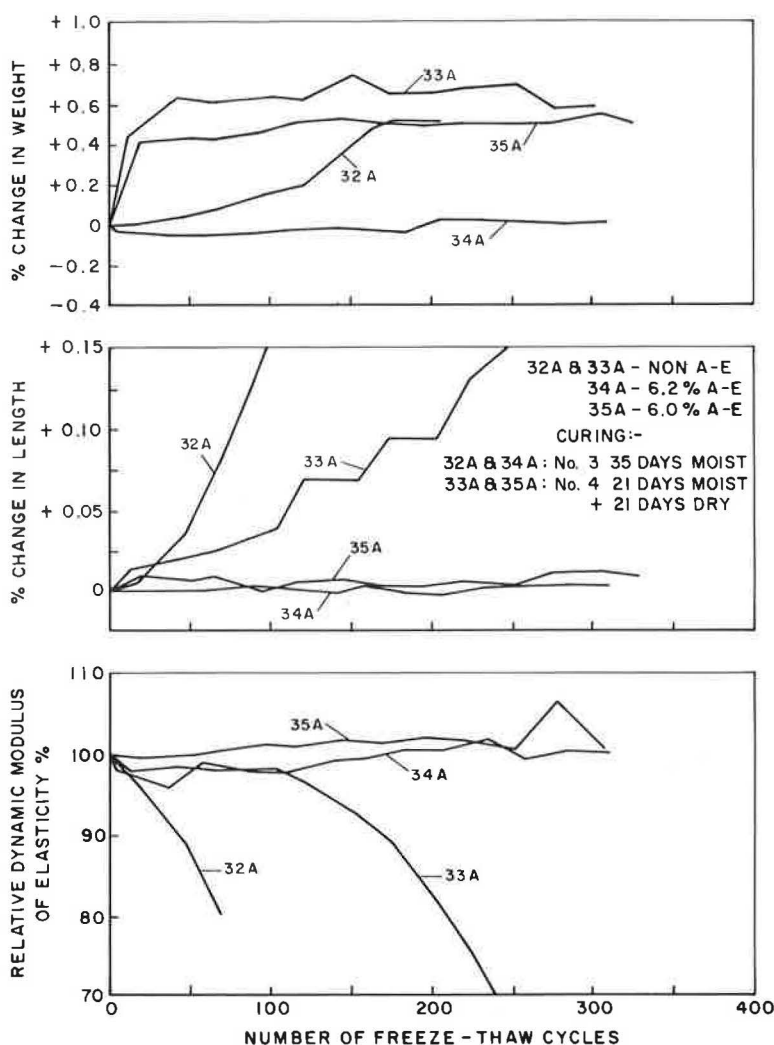 + 1.0
+ 0.8
+ 0.6
+ 0.4
+ 0.2
0
- 0.2
- 0.4
% CHANGE IN WEIGHT
33A
35A
32A
34A
+ 0.15
+ 0.10
+ 0.05
0
% CHANGE IN LENGTH
32A & 33A - NON A-E
34A - 6.2% A-E
35A - 6.0% A-E
CURING:-
32A & 34A: No. 3 35 DAYS MOIST
33A & 35A: No. 4 21 DAYS MOIST
+ 21 DAYS DRY
32A
33A
35A
34A
110
100
90
80
70
RELATIVE DYNAMIC MODULUS
OF ELASTICITY %
35A
34A
32A
33A
0
100
200
300
400
NUMBER OF FREEZE-THAW CYCLES